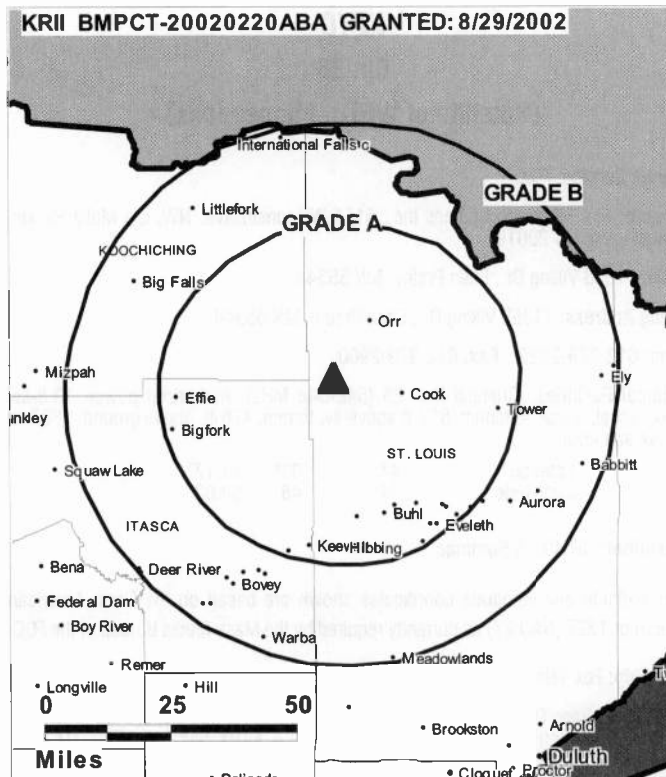 KRII BMPCT-20020220ABA GRANTED: 8/29/2002
International Falls
GRADE B
Littlefork
GRADE A
KOOCHICHING
Big Falls
Orr
Mizpah
Ely
Effie
Cook
Tower
Bigfork
ST. LOUIS
Squaw Lake
Babbitt
Buhl
Aurora
ITASCA
Eveleth
Hibbing
Bena
Deer River
Bovey
Federal Dam
Boy River
Warba
Remer
Meadowlands
Longville
Hill
0 25 50
Brookston
Arnold
Miles
Duluth
Proctor